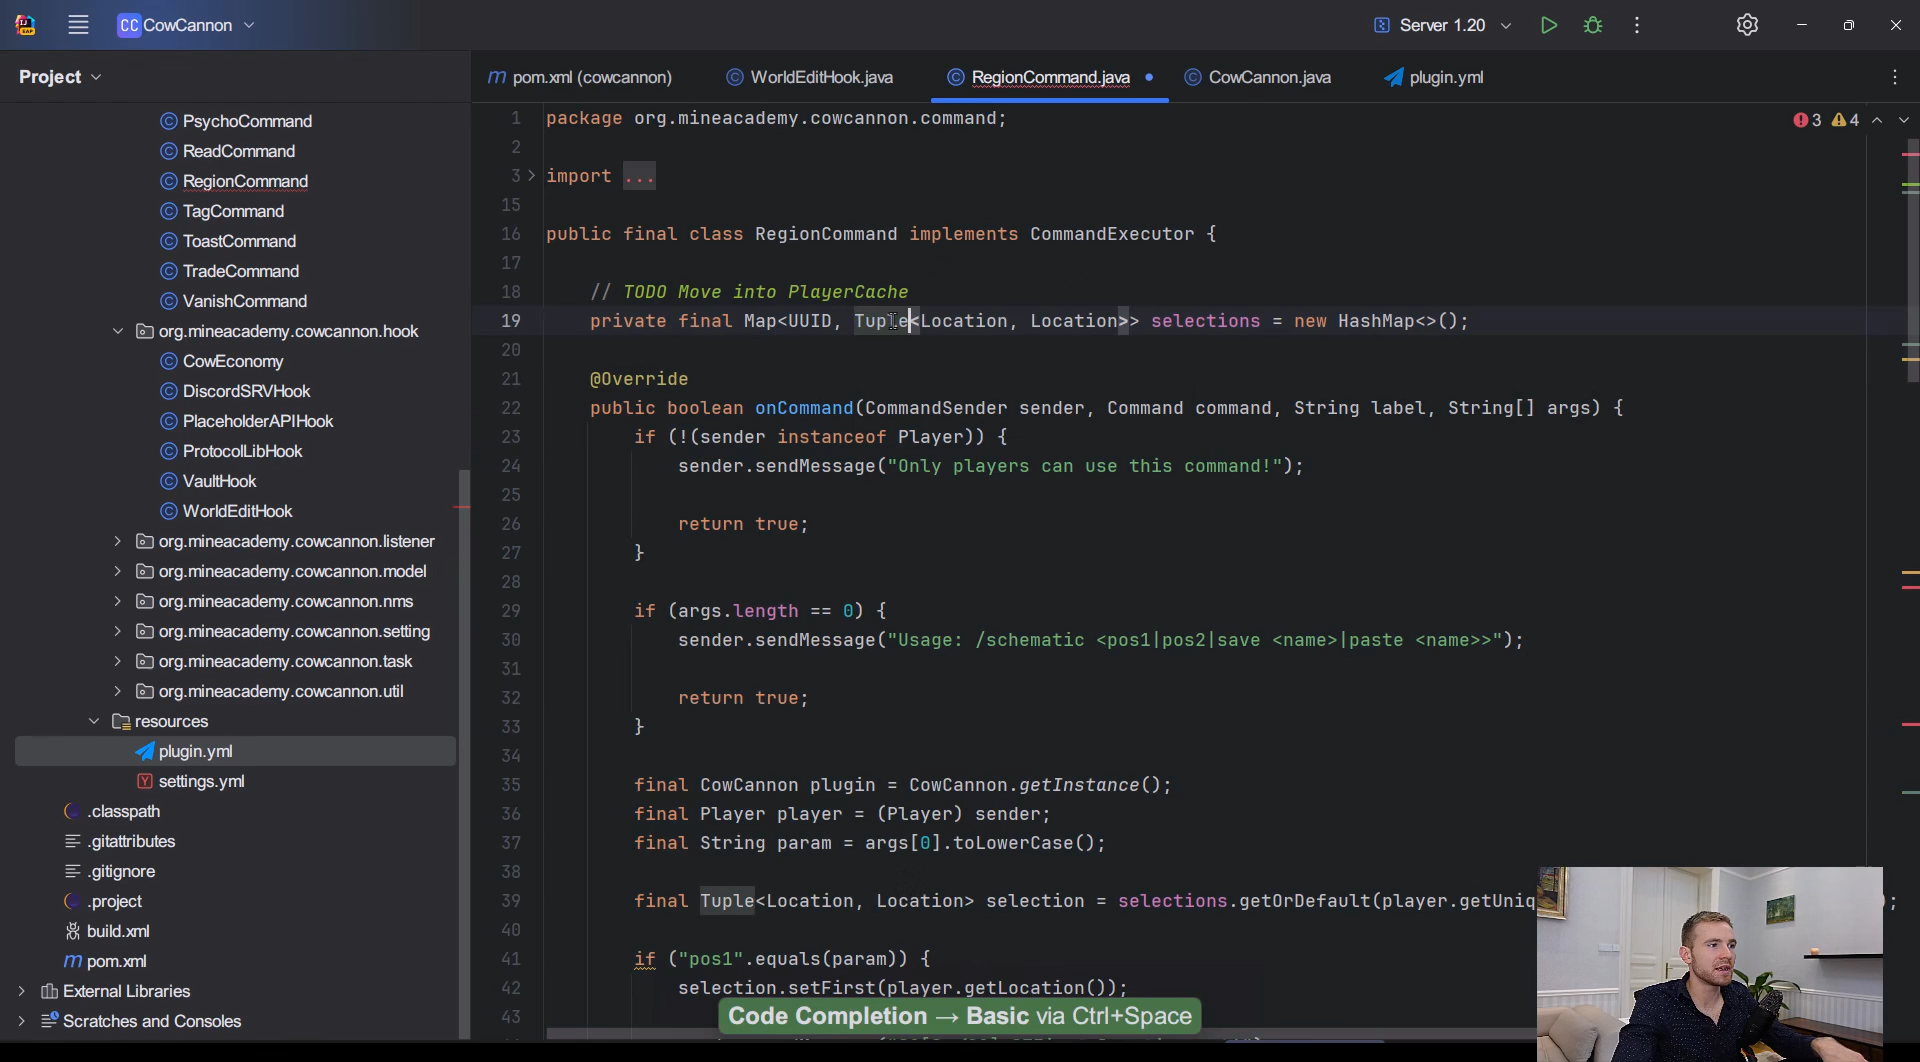 CC CowCannon
Server 1.20
Project
pom.xml (cowcannon)
WorldEditHook.java
RegionCommand.java
CowCannon.java
plugin.yml
PsychoCommand
ReadCommand
RegionCommand
TagCommand
ToastCommand
TradeCommand
VanishCommand
org.mineacademy.cowcannon.hook
CowEconomy
DiscordSRVHook
PlaceholderAPIHook
ProtocolLibHook
VaultHook
WorldEditHook
org.mineacademy.cowcannon.listener
org.mineacademy.cowcannon.model
org.mineacademy.cowcannon.nms
org.mineacademy.cowcannon.setting
org.mineacademy.cowcannon.task
org.mineacademy.cowcannon.util
resources
plugin.yml
settings.yml
.classpath
.gitattributes
.gitignore
.project
build.xml
pom.xml
External Libraries
Scratches and Consoles
3 4
1 package org.mineacademy.cowcannon.command;
2
3 import ...
15
16 public final class RegionCommand implements CommandExecutor {
17
18 // TODO Move into PlayerCache
19 private final Map<UUID, Tuple<Location, Location>> selections = new HashMap<>();
20
21 @Override
22 public boolean onCommand(CommandSender sender, Command command, String label, String[] args) {
23 if (!(sender instanceof Player)) {
24 sender.sendMessage("Only players can use this command!");
25
26 return true;
27 }
28
29 if (args.length == 0) {
30 sender.sendMessage("Usage: /schematic <pos1|pos2|save <name>|paste <name>>");
31
32 return true;
33 }
34
35 final CowCannon plugin = CowCannon.getInstance();
36 final Player player = (Player) sender;
37 final String param = args[0].toLowerCase();
38
39 final Tuple<Location, Location> selection = selections.getOrDefault(player.getUniq ;
40
41 if ("pos1".equals(param)) {
42 selection.setFirst(player.getLocation());
43
Code Completion → Basic via Ctrl+Space